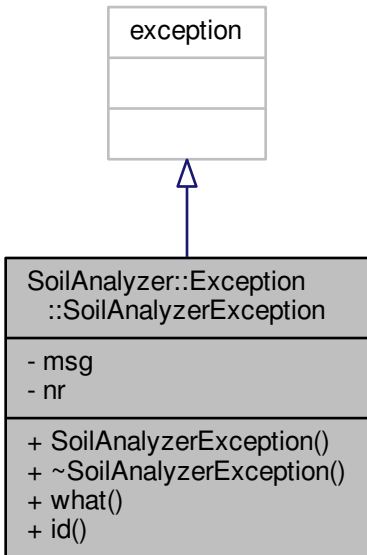 exception
SoilAnalyzer::Exception
::SoilAnalyzerException
- msg
- nr
+ SoilAnalyzerException()
+ ~SoilAnalyzerException()
+ what()
+ id()